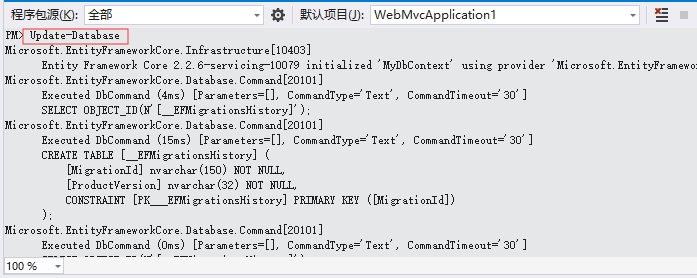 程序包源(K): 全部 默认项目(J): WebMvcApplication1
PM> Update-Database
Microsoft.EntityFrameworkCore.Infrastructure[10403]
Entity Framework Core 2.2.6-servicing-10079 initialized 'MyDbContext' using provider 'Microsoft.EntityFramewor
Microsoft.EntityFrameworkCore.Database.Command[20101]
Executed DbCommand (4ms) [Parameters=[], CommandType='Text', CommandTimeout='30']
SELECT OBJECT_ID(N'[__EFMigrationsHistory]');
Microsoft.EntityFrameworkCore.Database.Command[20101]
Executed DbCommand (15ms) [Parameters=[], CommandType='Text', CommandTimeout='30']
CREATE TABLE [__EFMigrationsHistory] (
[MigrationId] nvarchar(150) NOT NULL,
[ProductVersion] nvarchar(32) NOT NULL,
CONSTRAINT [PK___EFMigrationsHistory] PRIMARY KEY ([MigrationId])
);
Microsoft.EntityFrameworkCore.Database.Command[20101]
Executed DbCommand (0ms) [Parameters=[], CommandType='Text', CommandTimeout='30']
100 %